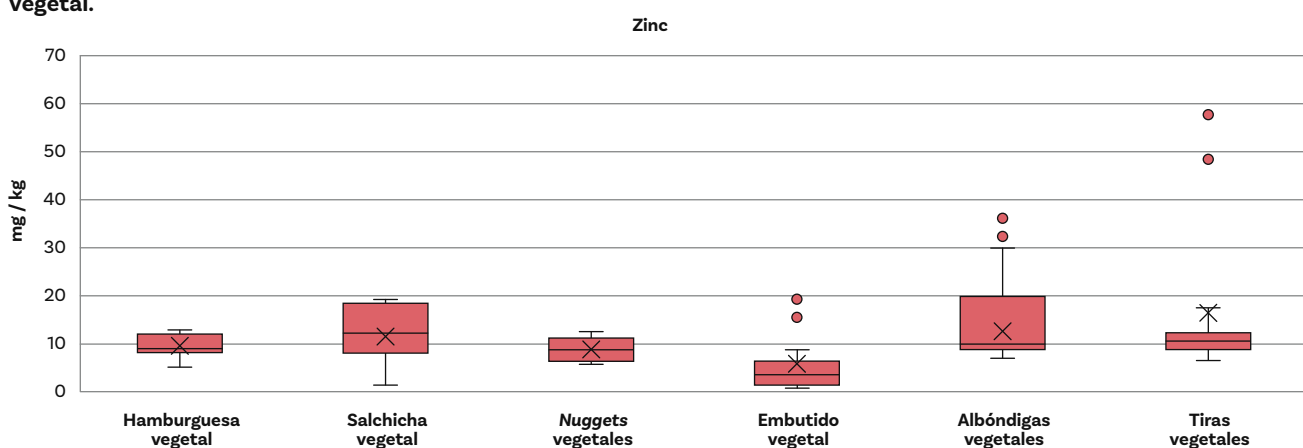 vegetal.
Zinc
70
60
50
40
30
20
10
0
mg / kg
Hamburguesa
vegetal
Salchicha
vegetal
Nuggets
vegetales
Embutido
vegetal
Albóndigas
vegetales
Tiras
vegetales